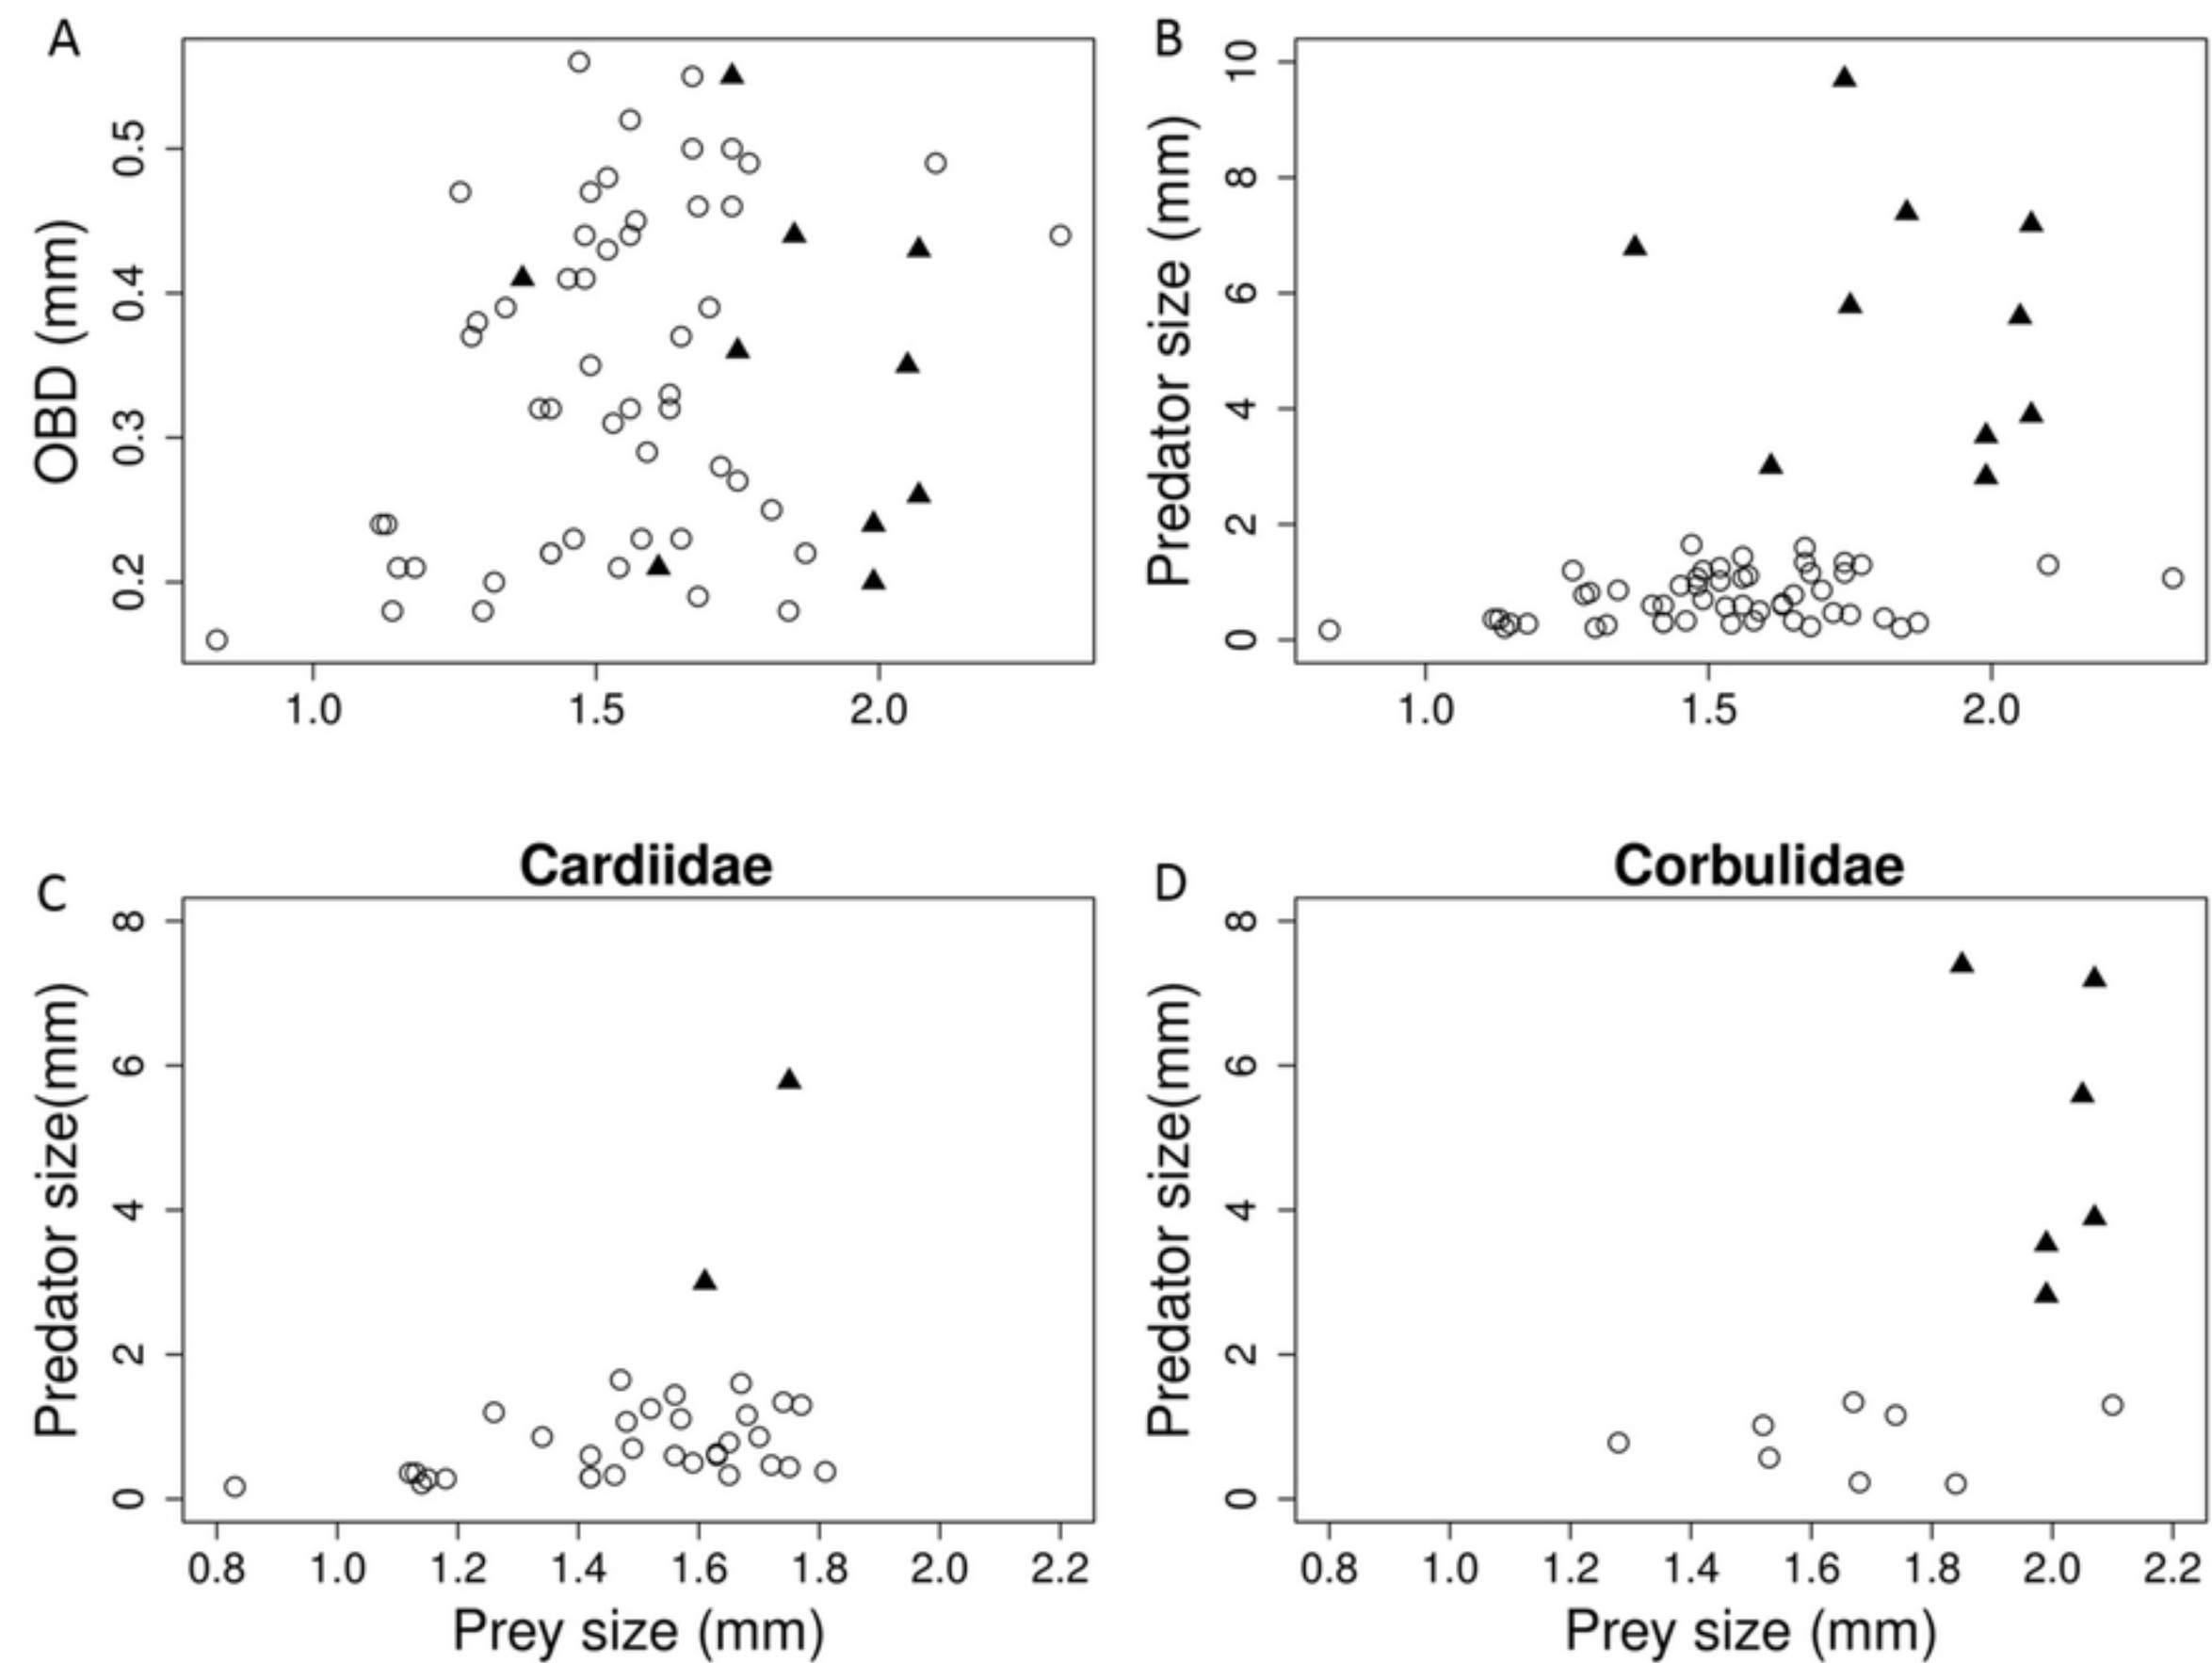 A
OBD (mm)
0.5
0.4
0.3
0.2
1.0 1.5 2.0
B
Predator size (mm)
10
8
6
4
2
0
1.0 1.5 2.0
C
Cardiidae
Predator size(mm)
8
6
4
2
0
0.8 1.0 1.2 1.4 1.6 1.8 2.0 2.2
Prey size (mm)
D
Corbulidae
Predator size(mm)
8
6
4
2
0
0.8 1.0 1.2 1.4 1.6 1.8 2.0 2.2
Prey size (mm)